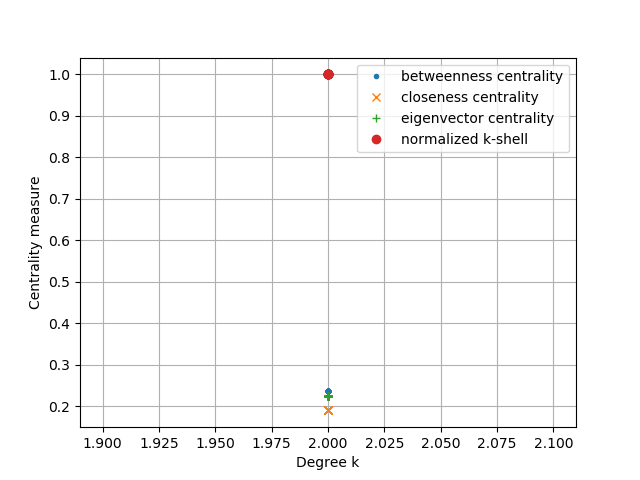 betweenness centrality
closeness centrality
eigenvector centrality
normalized k-shell
1.0
0.9
0.8
0.7
0.6
0.5
0.4
0.3
0.2
Centrality measure
1.900 1.925 1.950 1.975 2.000 2.025 2.050 2.075 2.100
Degree k